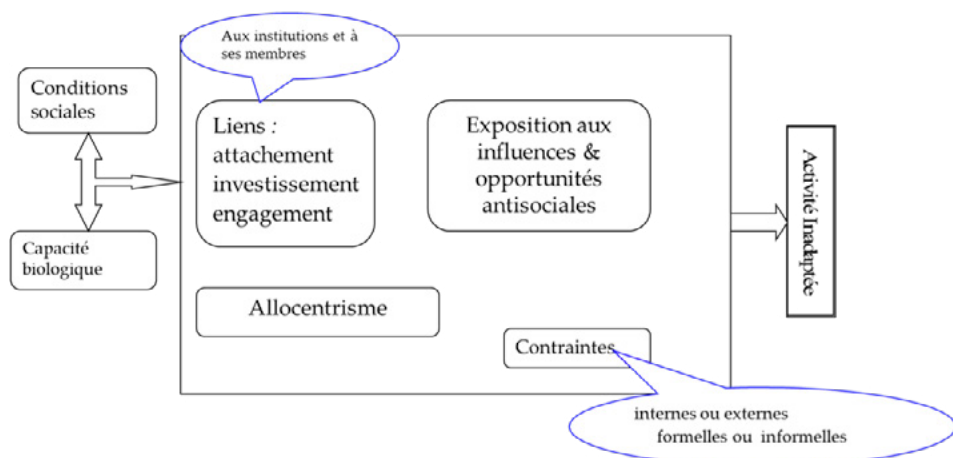 Aux institutions et à
ses membres
Conditions
sociales
Capacité
biologique
Liens :
attachement
investissement
engagement
Exposition aux
influences &
opportunités
antisociales
Allocentrisme
Contraintes
internes ou externes
formelles ou informelles
Activité Inadaptée